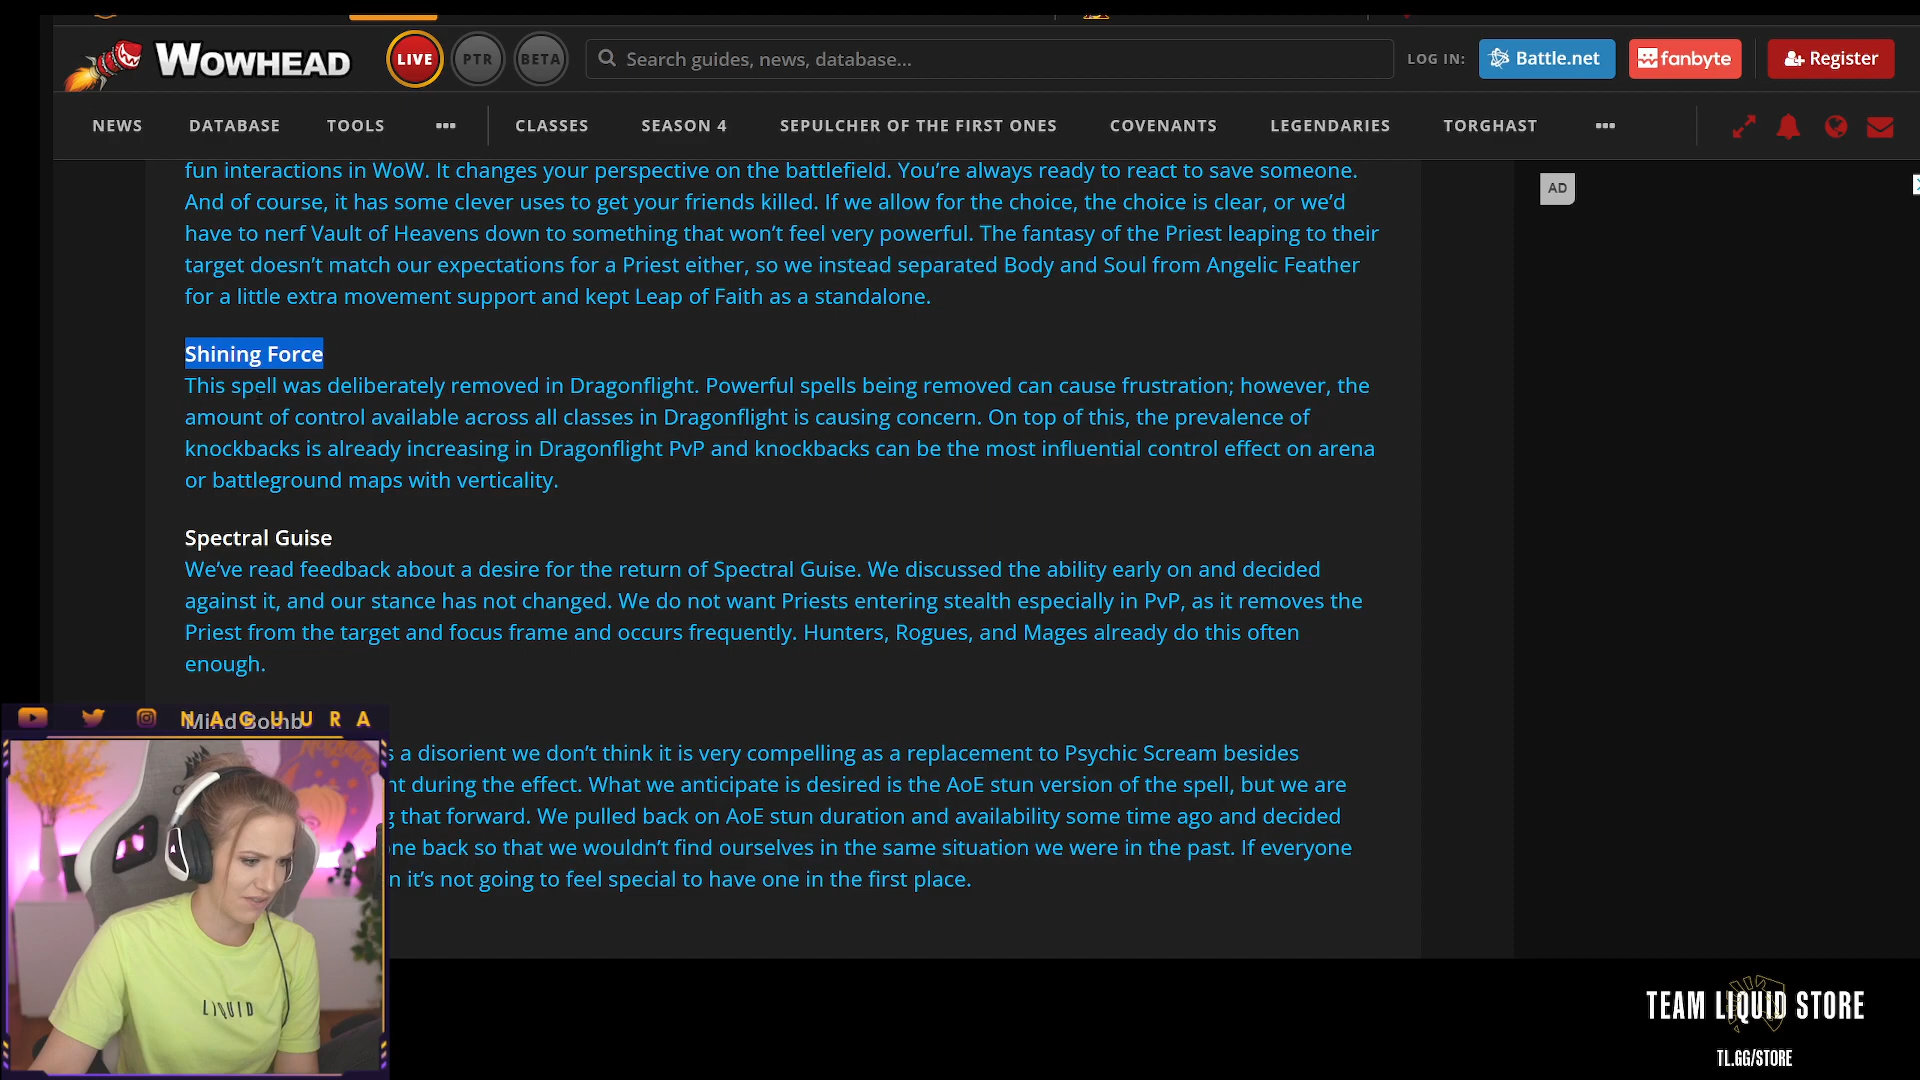 WOWHEAD
LIVE
PTR
BETA
Search guides, news, database...
LOG IN:
Battle.net
fanbyte
Register
NEWS
DATABASE
TOOLS
CLASSES
SEASON 4
SEPULCHER OF THE FIRST ONES
COVENANTS
LEGENDARIES
TORGHAST
fun interactions in WoW. It changes your perspective on the battlefield. You're always ready to react to save someone.
And of course, it has some clever uses to get your friends killed. If we allow for the choice, the choice is clear, or we'd
have to nerf Vault of Heavens down to something that won't feel very powerful. The fantasy of the Priest leaping to their
target doesn't match our expectations for a Priest either, so we instead separated Body and Soul from Angelic Feather
for a little extra movement support and kept Leap of Faith as a standalone.
AD
Shining Force
This spell was deliberately removed in Dragonflight. Powerful spells being removed can cause frustration; however, the
amount of control available across all classes in Dragonflight is causing concern. On top of this, the prevalence of
knockbacks is already increasing in Dragonflight PvP and knockbacks can be the most influential control effect on arena
or battleground maps with verticality.
Spectral Guise
We've read feedback about a desire for the return of Spectral Guise. We discussed the ability early on and decided
against it, and our stance has not changed. We do not want Priests entering stealth especially in PvP, as it removes the
Priest from the target and focus frame and occurs frequently. Hunters, Rogues, and Mages already do this often
enough.
NAGUURA
Mind Bomb
s a disorient we don't think it is very compelling as a replacement to Psychic Scream besides
nt during the effect. What we anticipate is desired is the AoE stun version of the spell, but we are
g that forward. We pulled back on AoE stun duration and availability some time ago and decided
one back so that we wouldn't find ourselves in the same situation we were in the past. If everyone
n it's not going to feel special to have one in the first place.
LIQUID
TEAM LIQUID STORE
TL.GG/STORE